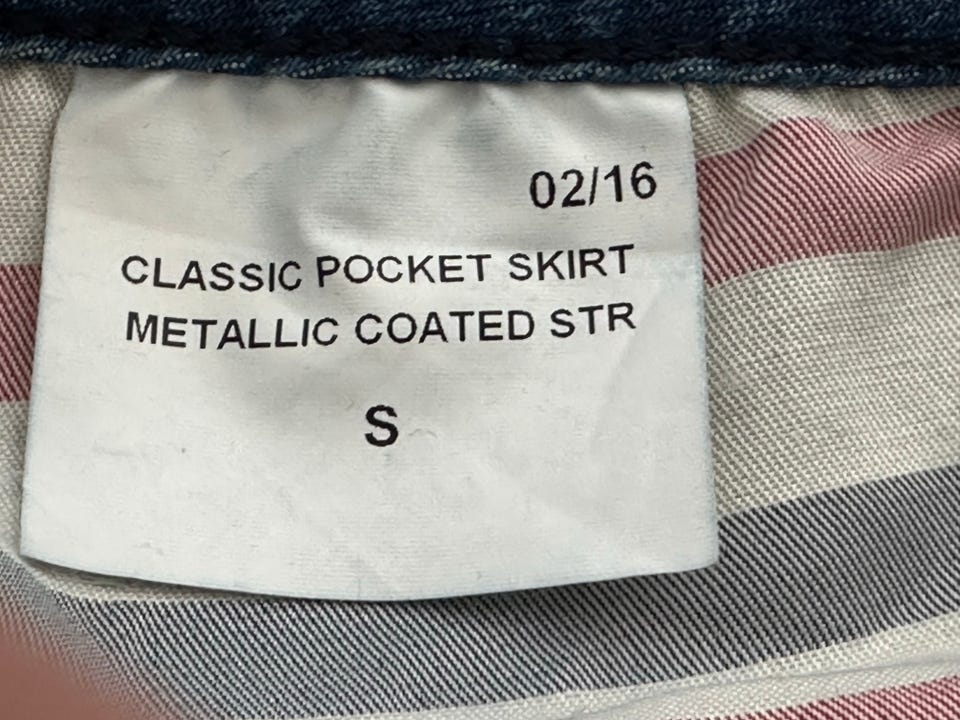 02/16
CLASSIC POCKET SKIRT
METALLIC COATED STR
S